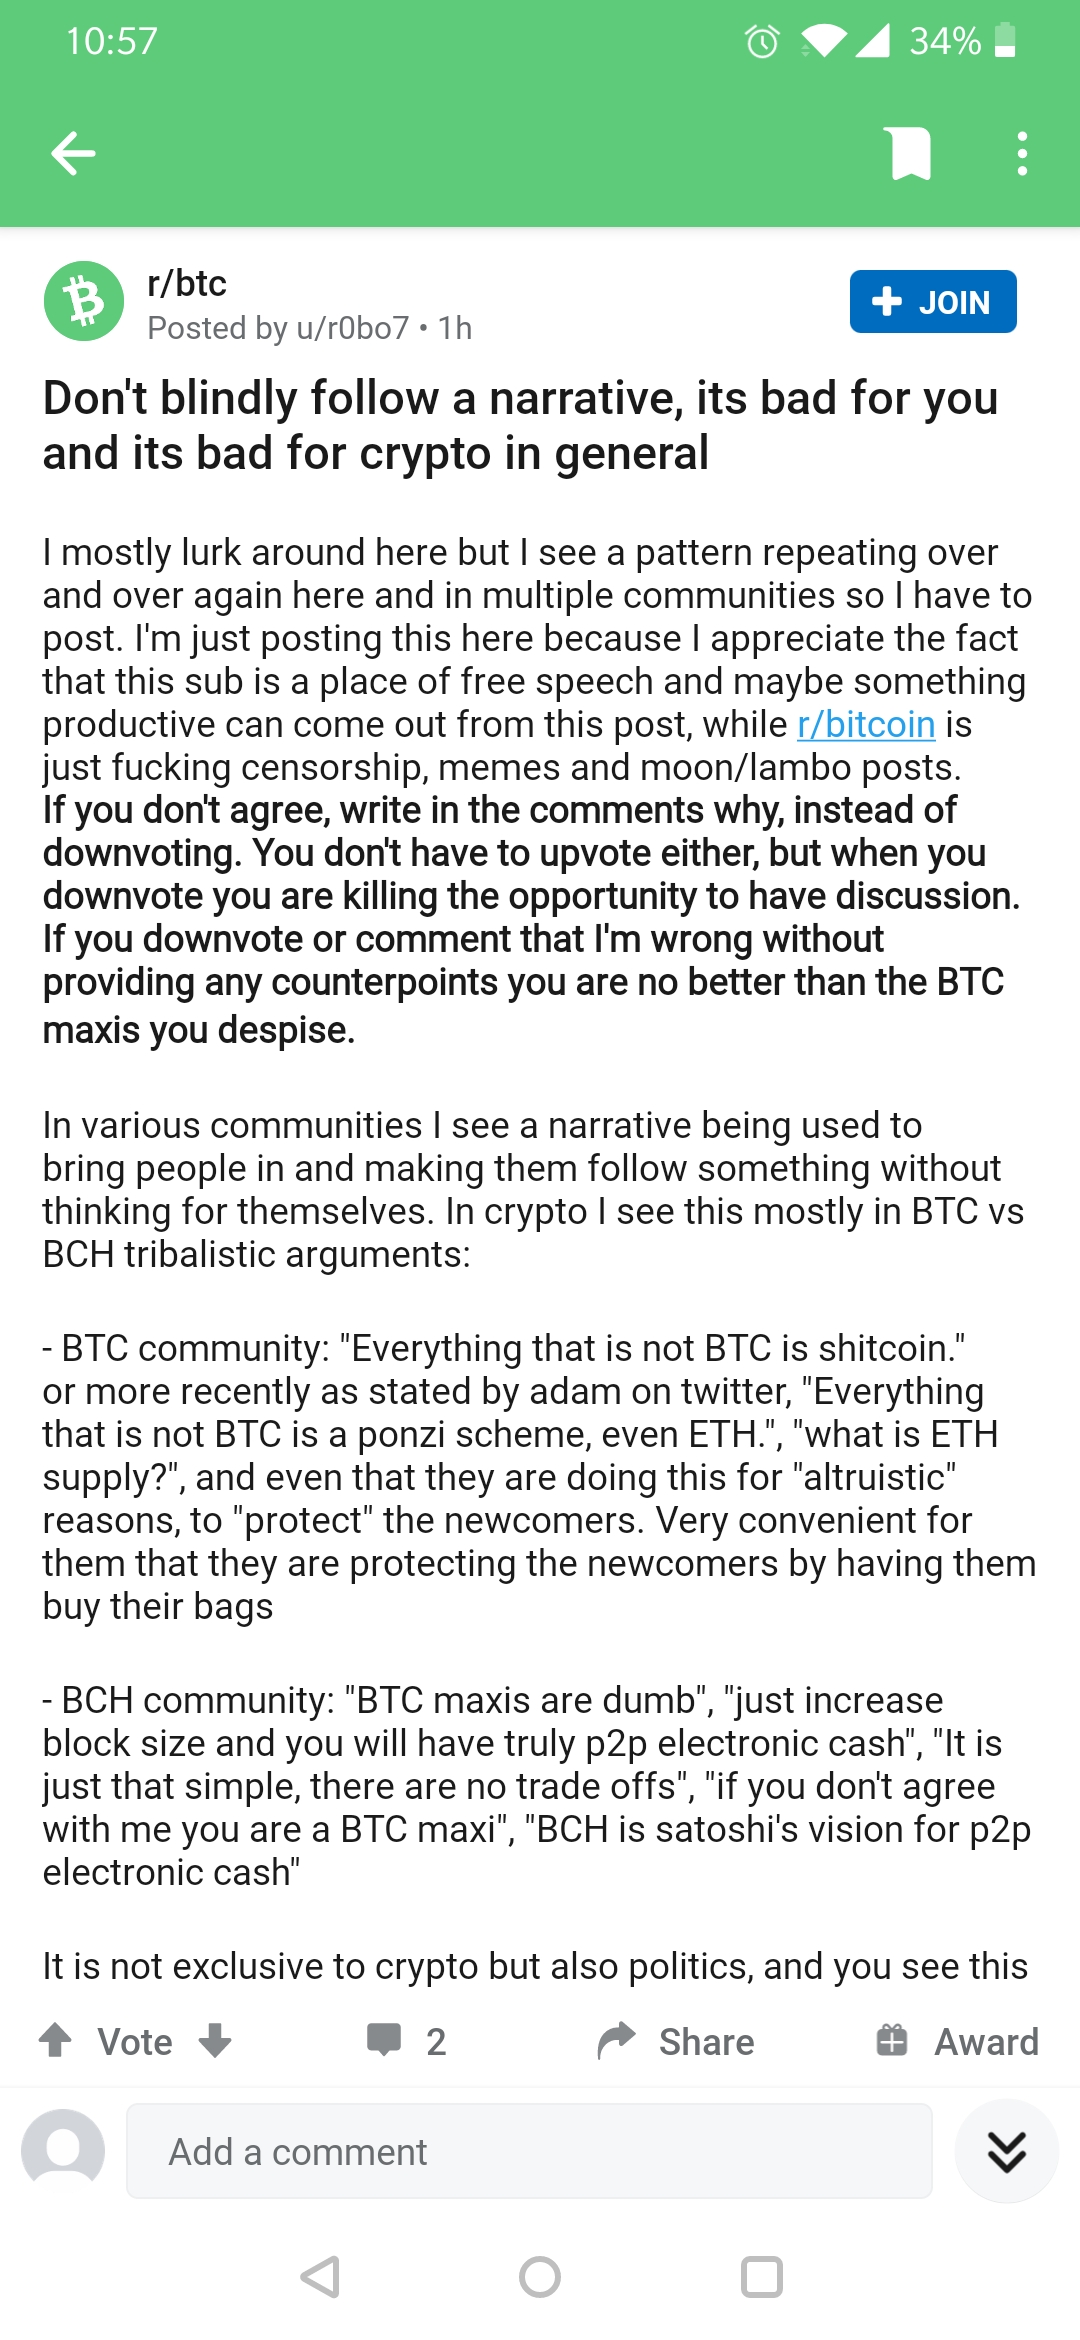 10:57
34%
r/btc
Posted by u/r0bo7 • 1h
JOIN
Don't blindly follow a narrative, its bad for you
and its bad for crypto in general
I mostly lurk around here but I see a pattern repeating over
and over again here and in multiple communities so I have to
post. I'm just posting this here because I appreciate the fact
that this sub is a place of free speech and maybe something
productive can come out from this post, while r/bitcoin is
just fucking censorship, memes and moon/lambo posts.
If you don't agree, write in the comments why, instead of
downvoting. You don't have to upvote either, but when you
downvote you are killing the opportunity to have discussion.
If you downvote or comment that I'm wrong without
providing any counterpoints you are no better than the BTC
maxis you despise.
In various communities I see a narrative being used to
bring people in and making them follow something without
thinking for themselves. In crypto I see this mostly in BTC vs
BCH tribalistic arguments:
- BTC community: "Everything that is not BTC is shitcoin."
or more recently as stated by adam on twitter, "Everything
that is not BTC is a ponzi scheme, even ETH.", "what is ETH
supply?", and even that they are doing this for "altruistic"
reasons, to "protect" the newcomers. Very convenient for
them that they are protecting the newcomers by having them
buy their bags
- BCH community: "BTC maxis are dumb", "just increase
block size and you will have truly p2p electronic cash", "It is
just that simple, there are no trade offs", "if you don't agree
with me you are a BTC maxi", "BCH is satoshi's vision for p2p
electronic cash"
It is not exclusive to crypto but also politics, and you see this
Vote
2
Share
Award
Add a comment